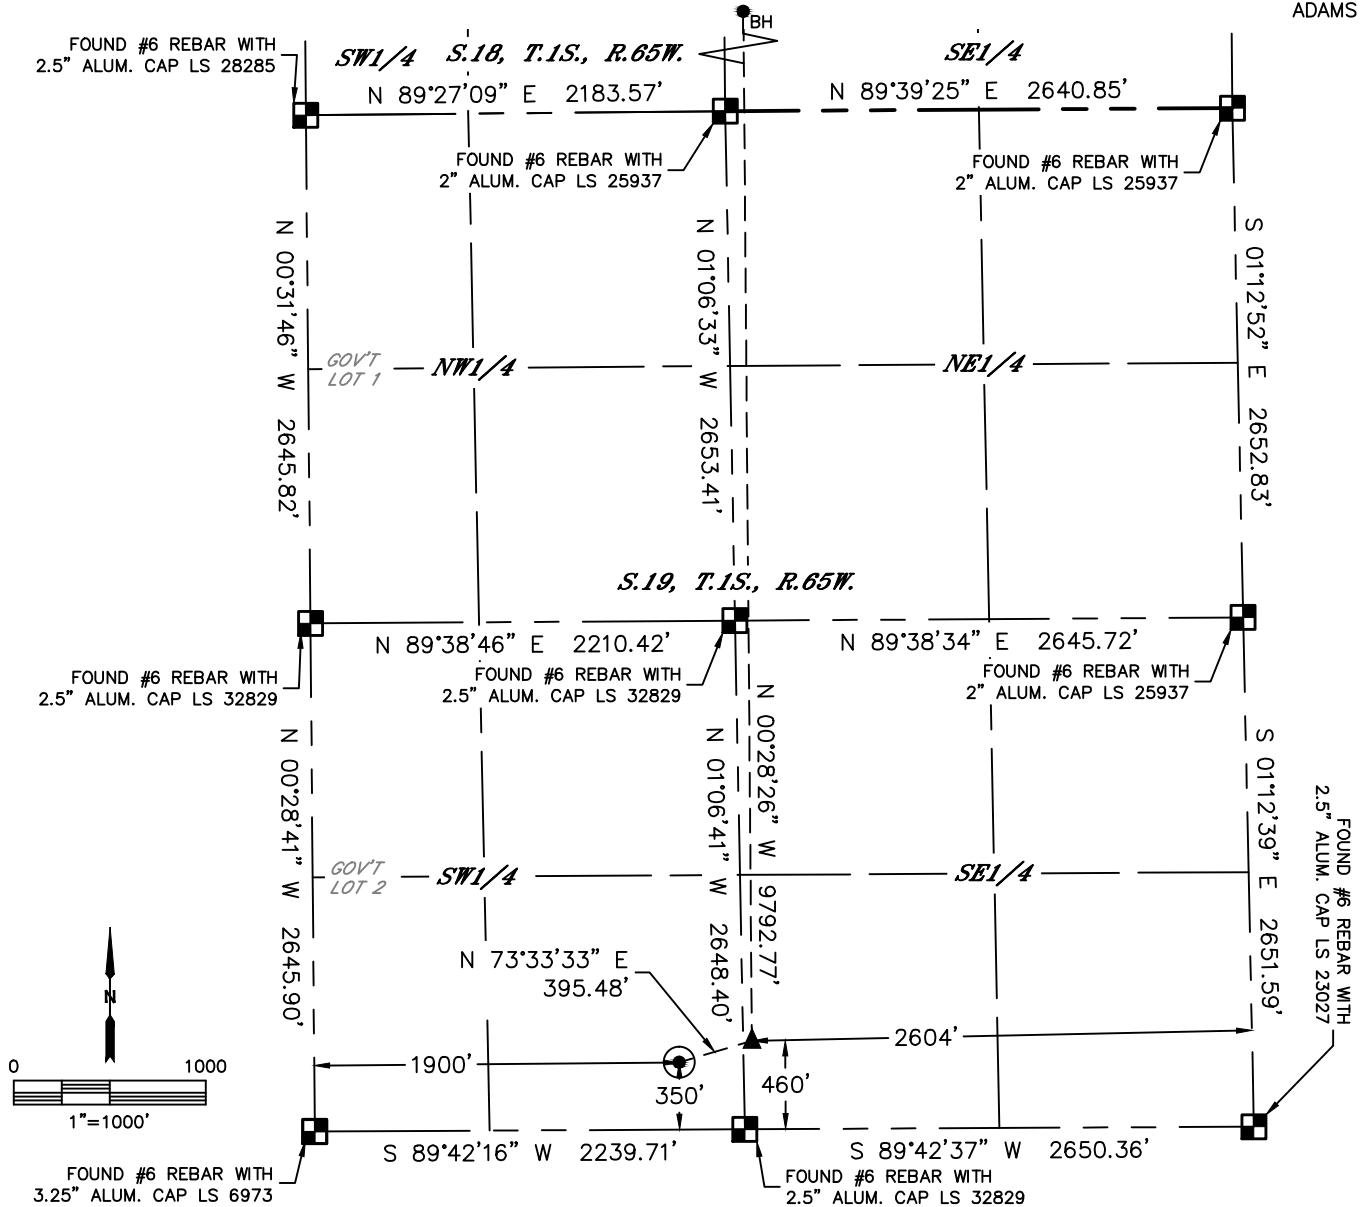 ADAMS
BH
FOUND #6 REBAR WITH
2.5" ALUM. CAP LS 28285
SW1/4 S.18, T.1S., R.65W.
SE1/4
N 89°27'09" E 2183.57'
N 89°39'25" E 2640.85'
FOUND #6 REBAR WITH
2" ALUM. CAP LS 25937
FOUND #6 REBAR WITH
2" ALUM. CAP LS 25937
N 00°31'46" W 2645.82'
N 01°06'33" W 2653.41'
S 01°12'52" E 2652.83'
GOV'T
LOT 1
NW1/4
NE1/4
S.19, T.1S., R.65W.
N 89°38'46" E 2210.42'
N 89°38'34" E 2645.72'
FOUND #6 REBAR WITH
2.5" ALUM. CAP LS 32829
FOUND #6 REBAR WITH
2.5" ALUM. CAP LS 32829
FOUND #6 REBAR WITH
2" ALUM. CAP LS 25937
N 00°28'41" W 2645.90'
N 01°06'41" W 2648.40'
N 00°28'26" W 9792.77'
S 01°12'39" E 2651.59'
FOUND #6 REBAR WITH
2.5" ALUM. CAP LS 23027
GOV'T
LOT 2
SW1/4
SE1/4
N 73°33'33" E
395.48'
N
0 1000
1"=1000'
1900'
2604'
350'
460'
S 89°42'16" W 2239.71'
S 89°42'37" W 2650.36'
FOUND #6 REBAR WITH
3.25" ALUM. CAP LS 6973
FOUND #6 REBAR WITH
2.5" ALUM. CAP LS 32829